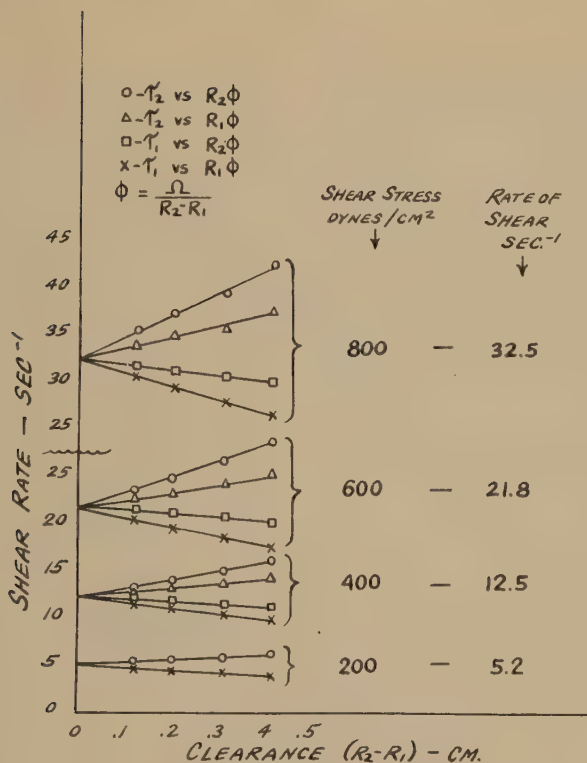 ○-τ₂ vs R₂ϕ
△-τ₂ vs R₁ϕ
□-τ₁ vs R₂ϕ
×-τ₁ vs R₁ϕ
ϕ = Ω
R₂-R₁
SHEAR STRESS
DYNES/CM²
↓
RATE OF
SHEAR
SEC.⁻¹
↓
45
40
35
30
25
25
20
15
10
5
0
SHEAR RATE — SEC⁻¹
800 — 32.5
600 — 21.8
400 — 12.5
200 — 5.2
0 .1 .2 .3 .4 .5
CLEARANCE (R₂-R₁) - CM.